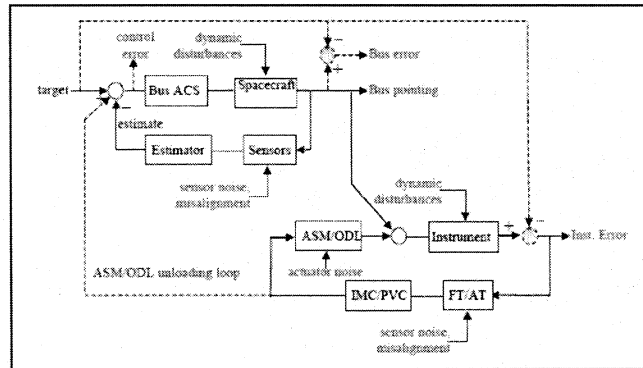 control
error
dynamic
disturbances
Bus error
target
Bus ACS
Spacecraft
Bus pointing
estimate
Estimator
Sensors
sensor noise,
misalignment
dynamic
disturbances
ASM/ODL
Instrument
Inst. Error
ASM/ODL unloading loop
actuator noise
IMC/PVC
FT/AT
sensor noise,
misalignment